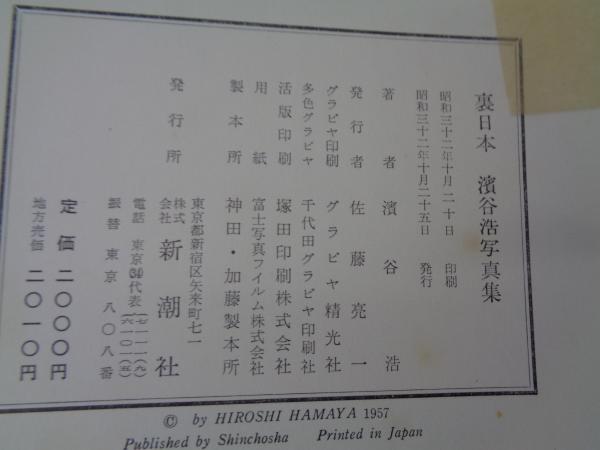 裏日本　濱谷浩写真集
昭和三十二年十月二十日　印刷
昭和三十二年十月二十五日　発行
著者　濱谷浩
発行者　佐藤亮一
グラビヤ印刷　グラビヤ精光社
多色グラビヤ　千代田グラビヤ印刷社
活版印刷　塚田印刷株式会社
用紙　富士写真フイルム株式会社
製本所　神田・加藤製本所
発行所　株式会社　新潮社
東京都新宿区矢来町七一
電話　東京㉞代表
振替　東京　八〇八番
定価　二〇〇〇円
地方売価　二〇一〇円
© by HIROSHI HAMAYA 1957
Published by Shinchosha　Printed in Japan